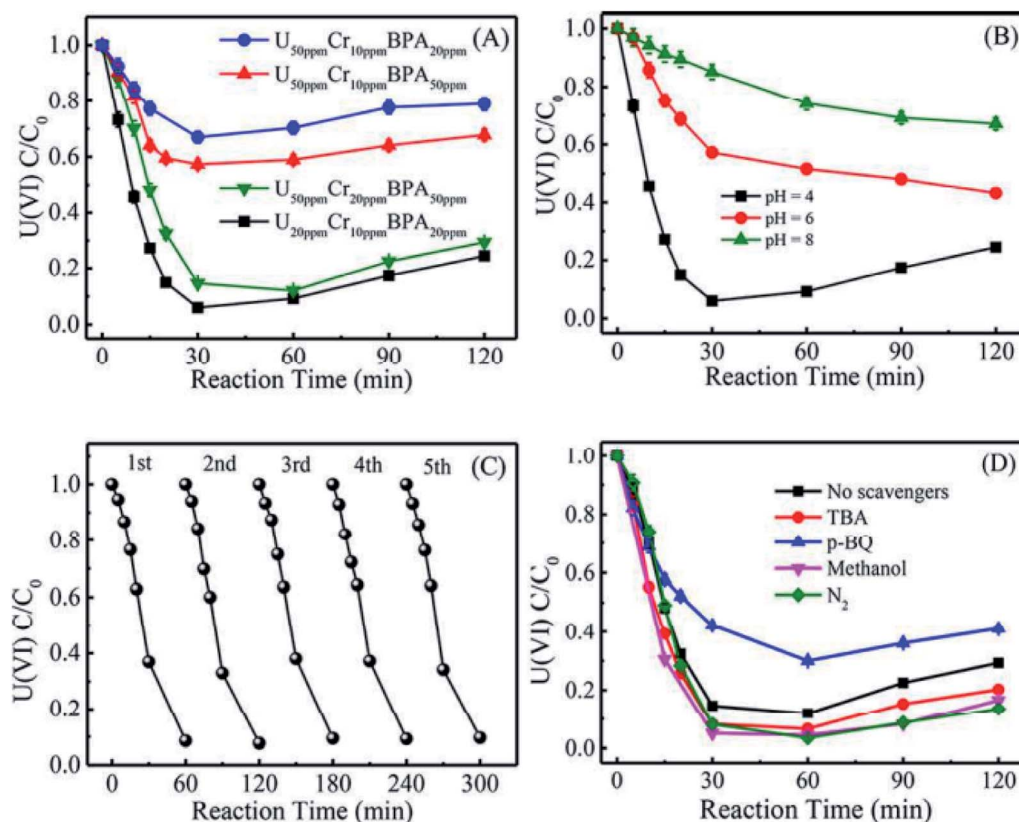 (A)
U50ppmCr10ppmBPA20ppm
U50ppmCr10ppmBPA50ppm
U50ppmCr20ppmBPA50ppm
U20ppmCr10ppmBPA20ppm
U(VI) C/C0
1.0
0.8
0.6
0.4
0.2
0.0
0 30 60 90 120
Reaction Time (min)
(B)
pH = 4
pH = 6
pH = 8
U(VI) C/C0
1.0
0.8
0.6
0.4
0.2
0.0
0 30 60 90 120
Reaction Time (min)
(C)
1st 2nd 3rd 4th 5th
U(VI) C/C0
1.0
0.8
0.6
0.4
0.2
0.0
0 60 120 180 240 300
Reaction Time (min)
(D)
No scavengers
TBA
p-BQ
Methanol
N2
U(VI) C/C0
1.0
0.8
0.6
0.4
0.2
0.0
0 30 60 90 120
Reaction Time (min)